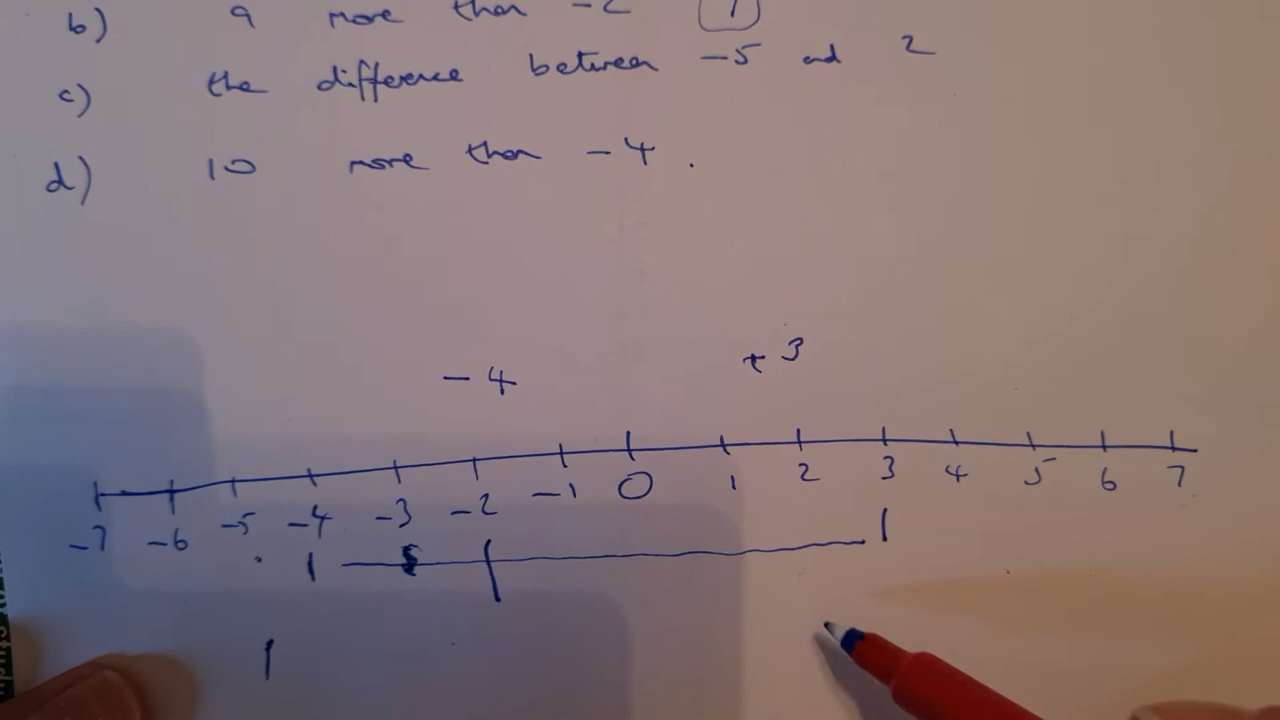 b) 9 more than -2 7
c) the difference between -5 and 2
d) 10 more than -4 .
-4 +3
-7 -6 -5 -4 -3 -2 -1 0 1 2 3 4 5 6 7